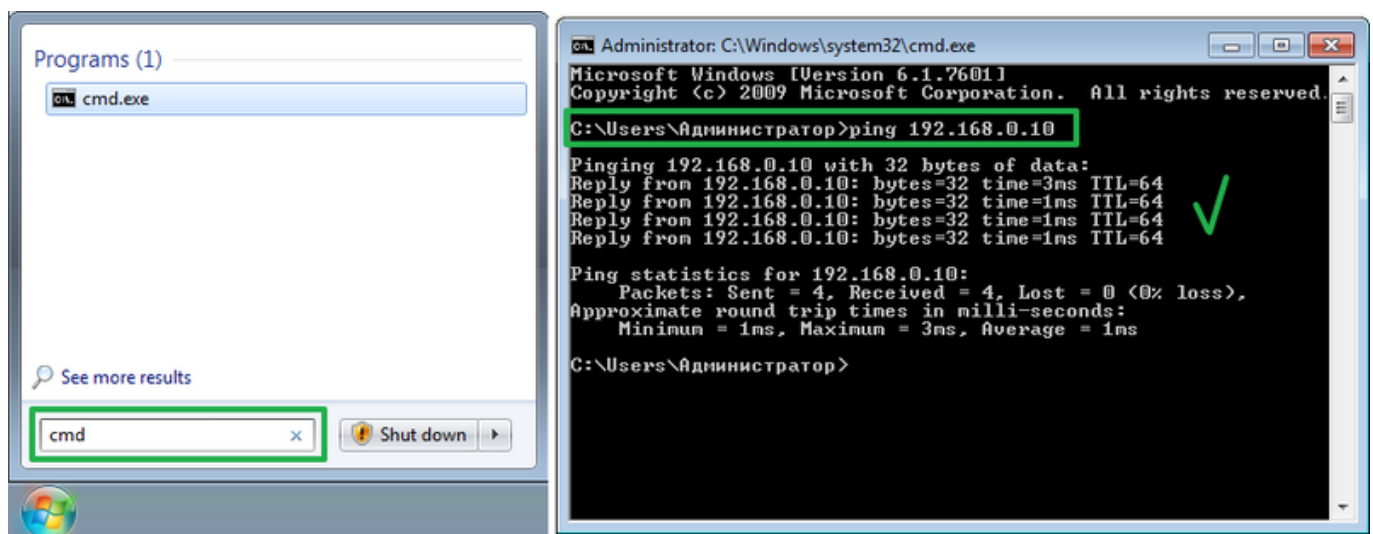 Programs (1)
cmd.exe
See more results
cmd
Shut down
Administrator: C:\Windows\system32\cmd.exe
Microsoft Windows [Version 6.1.7601]
Copyright (c) 2009 Microsoft Corporation.  All rights reserved.
C:\Users\Администратор>ping 192.168.0.10
Pinging 192.168.0.10 with 32 bytes of data:
Reply from 192.168.0.10: bytes=32 time=3ms TTL=64
Reply from 192.168.0.10: bytes=32 time=1ms TTL=64
Reply from 192.168.0.10: bytes=32 time=1ms TTL=64
Reply from 192.168.0.10: bytes=32 time=1ms TTL=64
Ping statistics for 192.168.0.10:
    Packets: Sent = 4, Received = 4, Lost = 0 (0% loss),
Approximate round trip times in milli-seconds:
    Minimum = 1ms, Maximum = 3ms, Average = 1ms
C:\Users\Администратор>